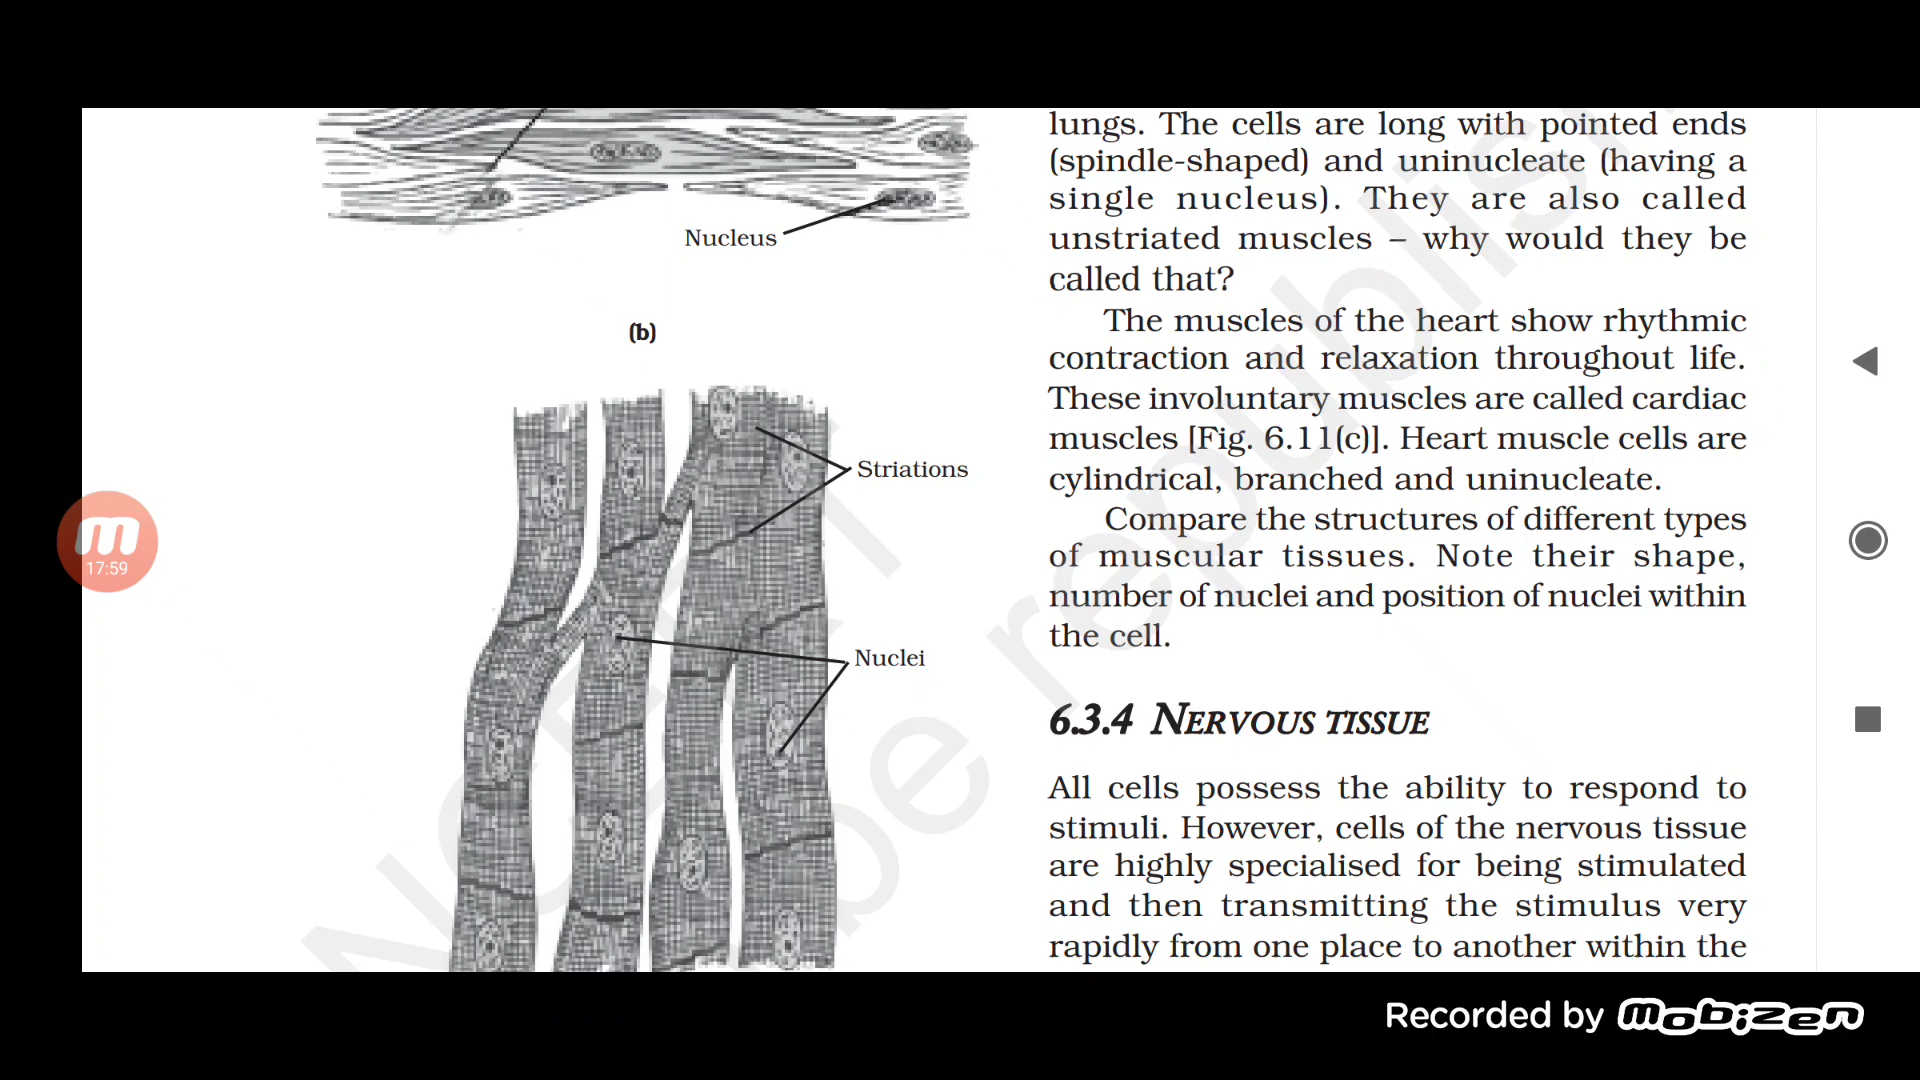 Nucleus
(b)
Striations
Nuclei
17:59
lungs. The cells are long with pointed ends
(spindle-shaped) and uninucleate (having a
single nucleus). They are also called
unstriated muscles – why would they be
called that?
The muscles of the heart show rhythmic
contraction and relaxation throughout life.
These involuntary muscles are called cardiac
muscles [Fig. 6.11(c)]. Heart muscle cells are
cylindrical, branched and uninucleate.
Compare the structures of different types
of muscular tissues. Note their shape,
number of nuclei and position of nuclei within
the cell.
6.3.4 NERVOUS TISSUE
All cells possess the ability to respond to
stimuli. However, cells of the nervous tissue
are highly specialised for being stimulated
and then transmitting the stimulus very
rapidly from one place to another within the
Recorded by mobizen